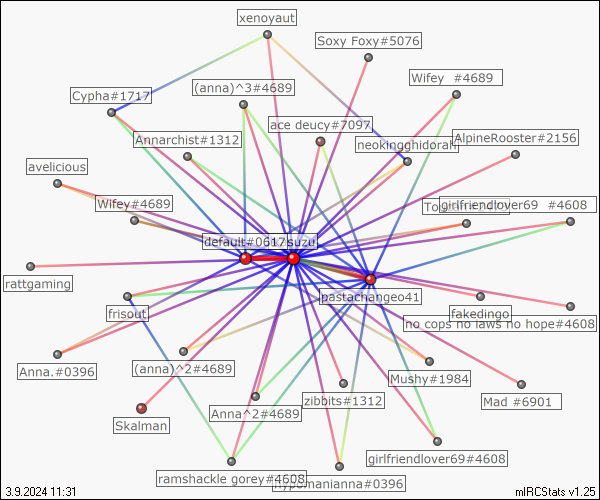 xenoyaut
Soxy Foxy#5076
Wifey #4689
Cypha#1717
(anna)^3#4689
ace deucy#7097
Annarchist#1312
neokingghidorah
AlpineRooster#2156
avelicious
Wifey#4689
girlfriendlover69 #4608
default#0617
suzu
rattgaming
pastachangeo41
frisout
fakedingo
no cops no laws no hope#4608
Anna.#0396
(anna)^2#4689
Mushy#1984
zibbits#1312
Mad #6901
Anna^2#4689
Skalman
girlfriendlover69#4608
ramshackle gorey#4608
hypomanianna#0396
3.9.2024 11:31
mIRCStats v1.25